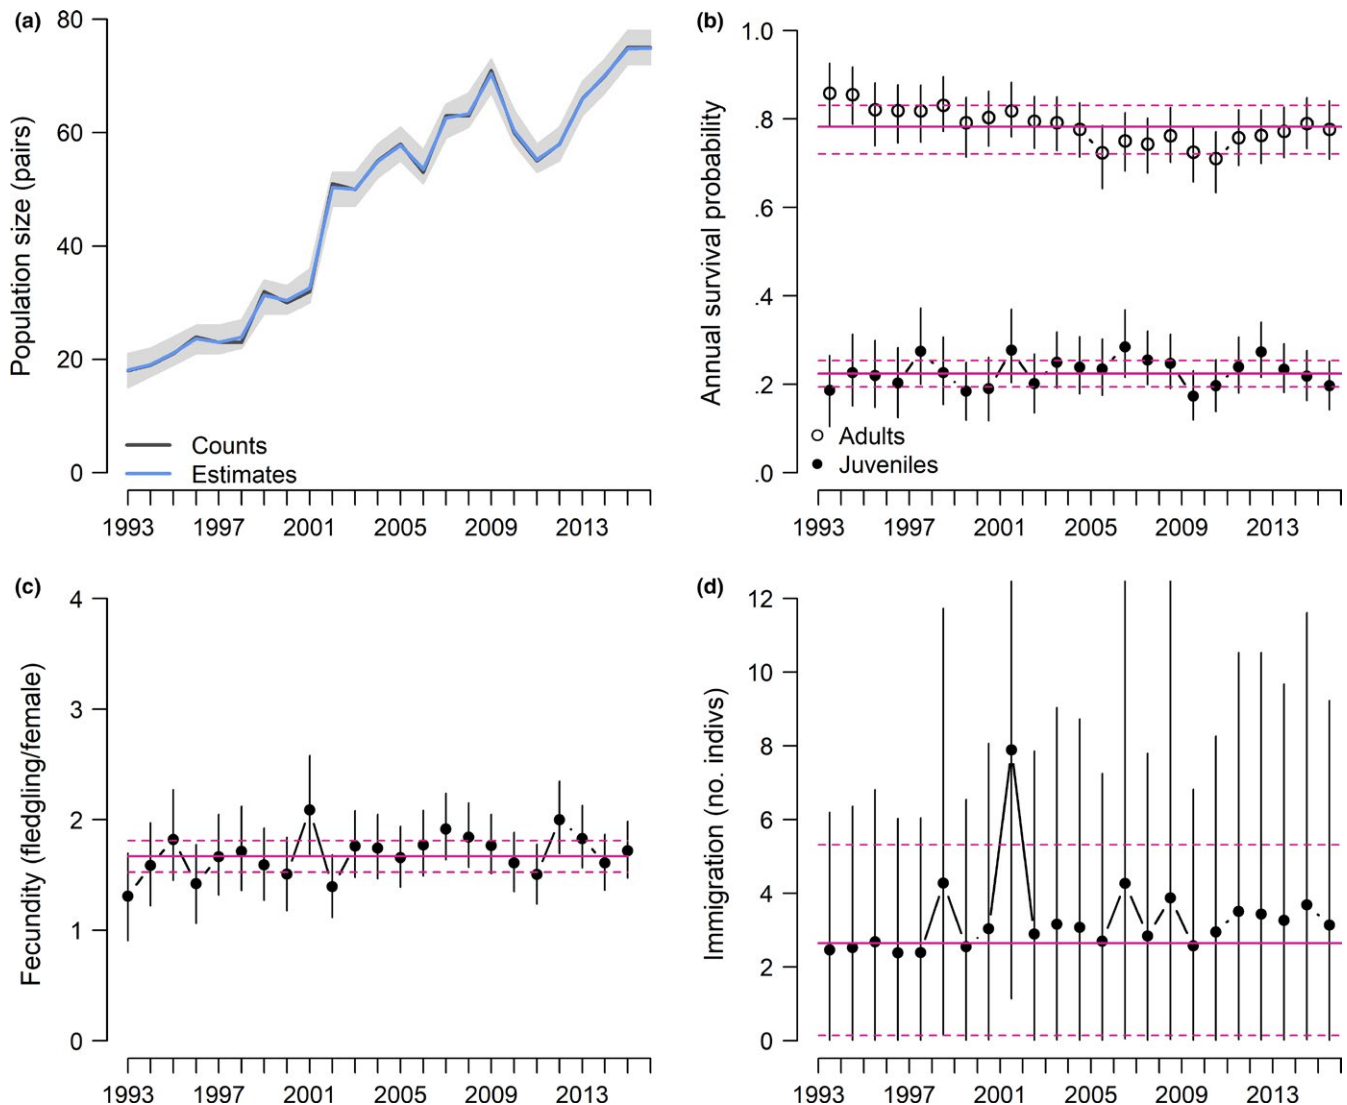 (a)
Population size (pairs)
80
60
40
20
0
Counts
Estimates
1993 1997 2001 2005 2009 2013
(b)
Annual survival probability
1.0
.8
.6
.4
.2
.0
Adults
Juveniles
1993 1997 2001 2005 2009 2013
(c)
Fecundity (fledgling/female)
4
3
2
1
0
1993 1997 2001 2005 2009 2013
(d)
Immigration (no. indivs)
12
10
8
6
4
2
0
1993 1997 2001 2005 2009 2013